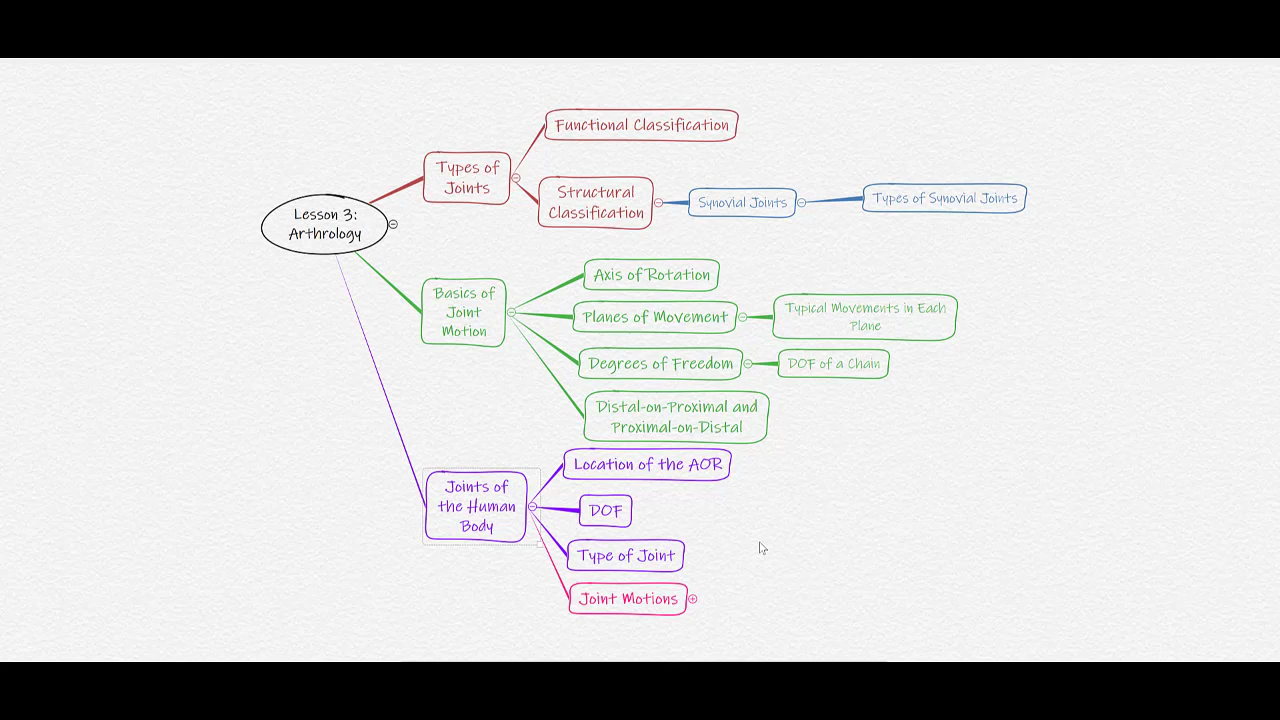 Lesson 3:
Arthrology
Types of
Joints
Functional Classification
Structural
Classification
Synovial Joints
Types of Synovial Joints
Basics of
Joint
Motion
Axis of Rotation
Planes of Movement
Typical Movements in Each
Plane
Degrees of Freedom
DOF of a Chain
Distal-on-Proximal and
Proximal-on-Distal
Joints of
the Human
Body
Location of the AOR
DOF
Type of Joint
Joint Motions